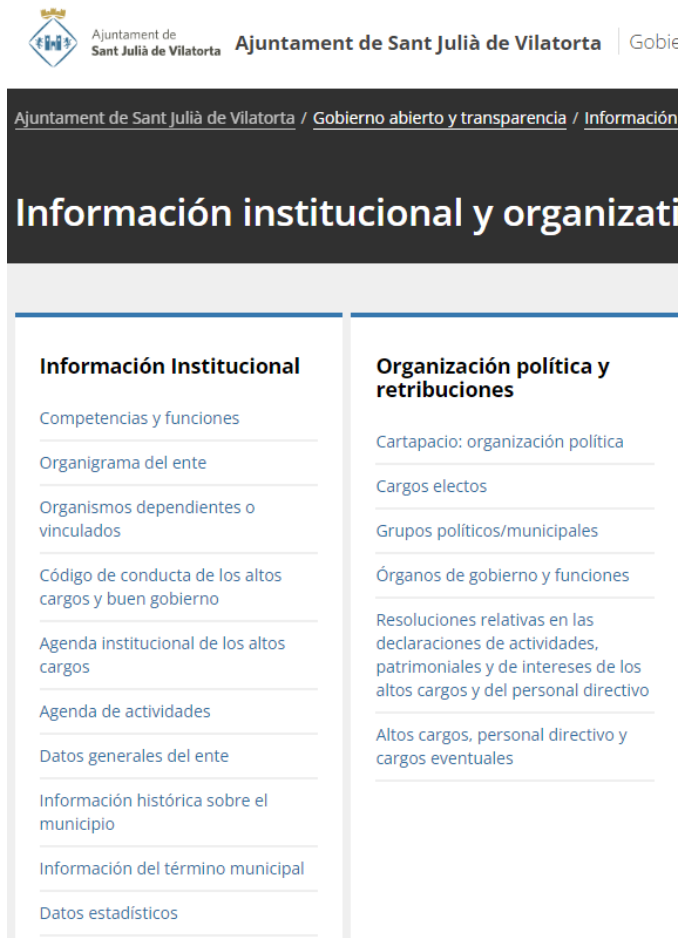 Ajuntament de
Sant Julià de Vilatorta
Ajuntament de Sant Julià de Vilatorta
Ajuntament de Sant Julià de Vilatorta / Gobierno abierto y transparencia / Información
Información institucional y
Información Institucional
Competencias y funciones
Organigrama del ente
Organismos dependientes o
vinculados
Código de conducta de los altos
cargos y buen gobierno
Agenda institucional de los altos
cargos
Agenda de actividades
Datos generales del ente
Información histórica sobre el
municipio
Información del término municipal
Datos estadísticos
Organización política y
retribuciones
Cartapacio: organización política
Cargos electos
Grupos políticos/municipales
Órganos de gobierno y funciones
Resoluciones relativas en las
declaraciones de actividades,
patrimoniales y de intereses de los
altos cargos y del personal directivo
Altos cargos, personal directivo y
cargos eventuales